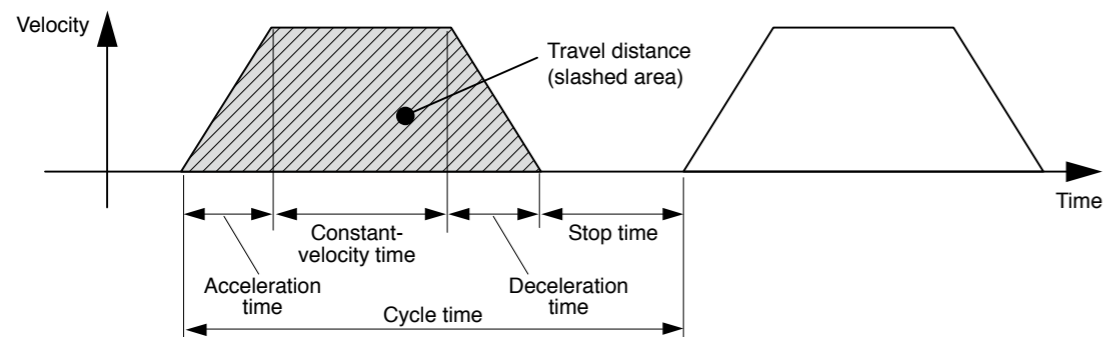 Velocity
Travel distance
(slashed area)
Time
Constant-
velocity time
Stop time
Acceleration
time
Deceleration
time
Cycle time